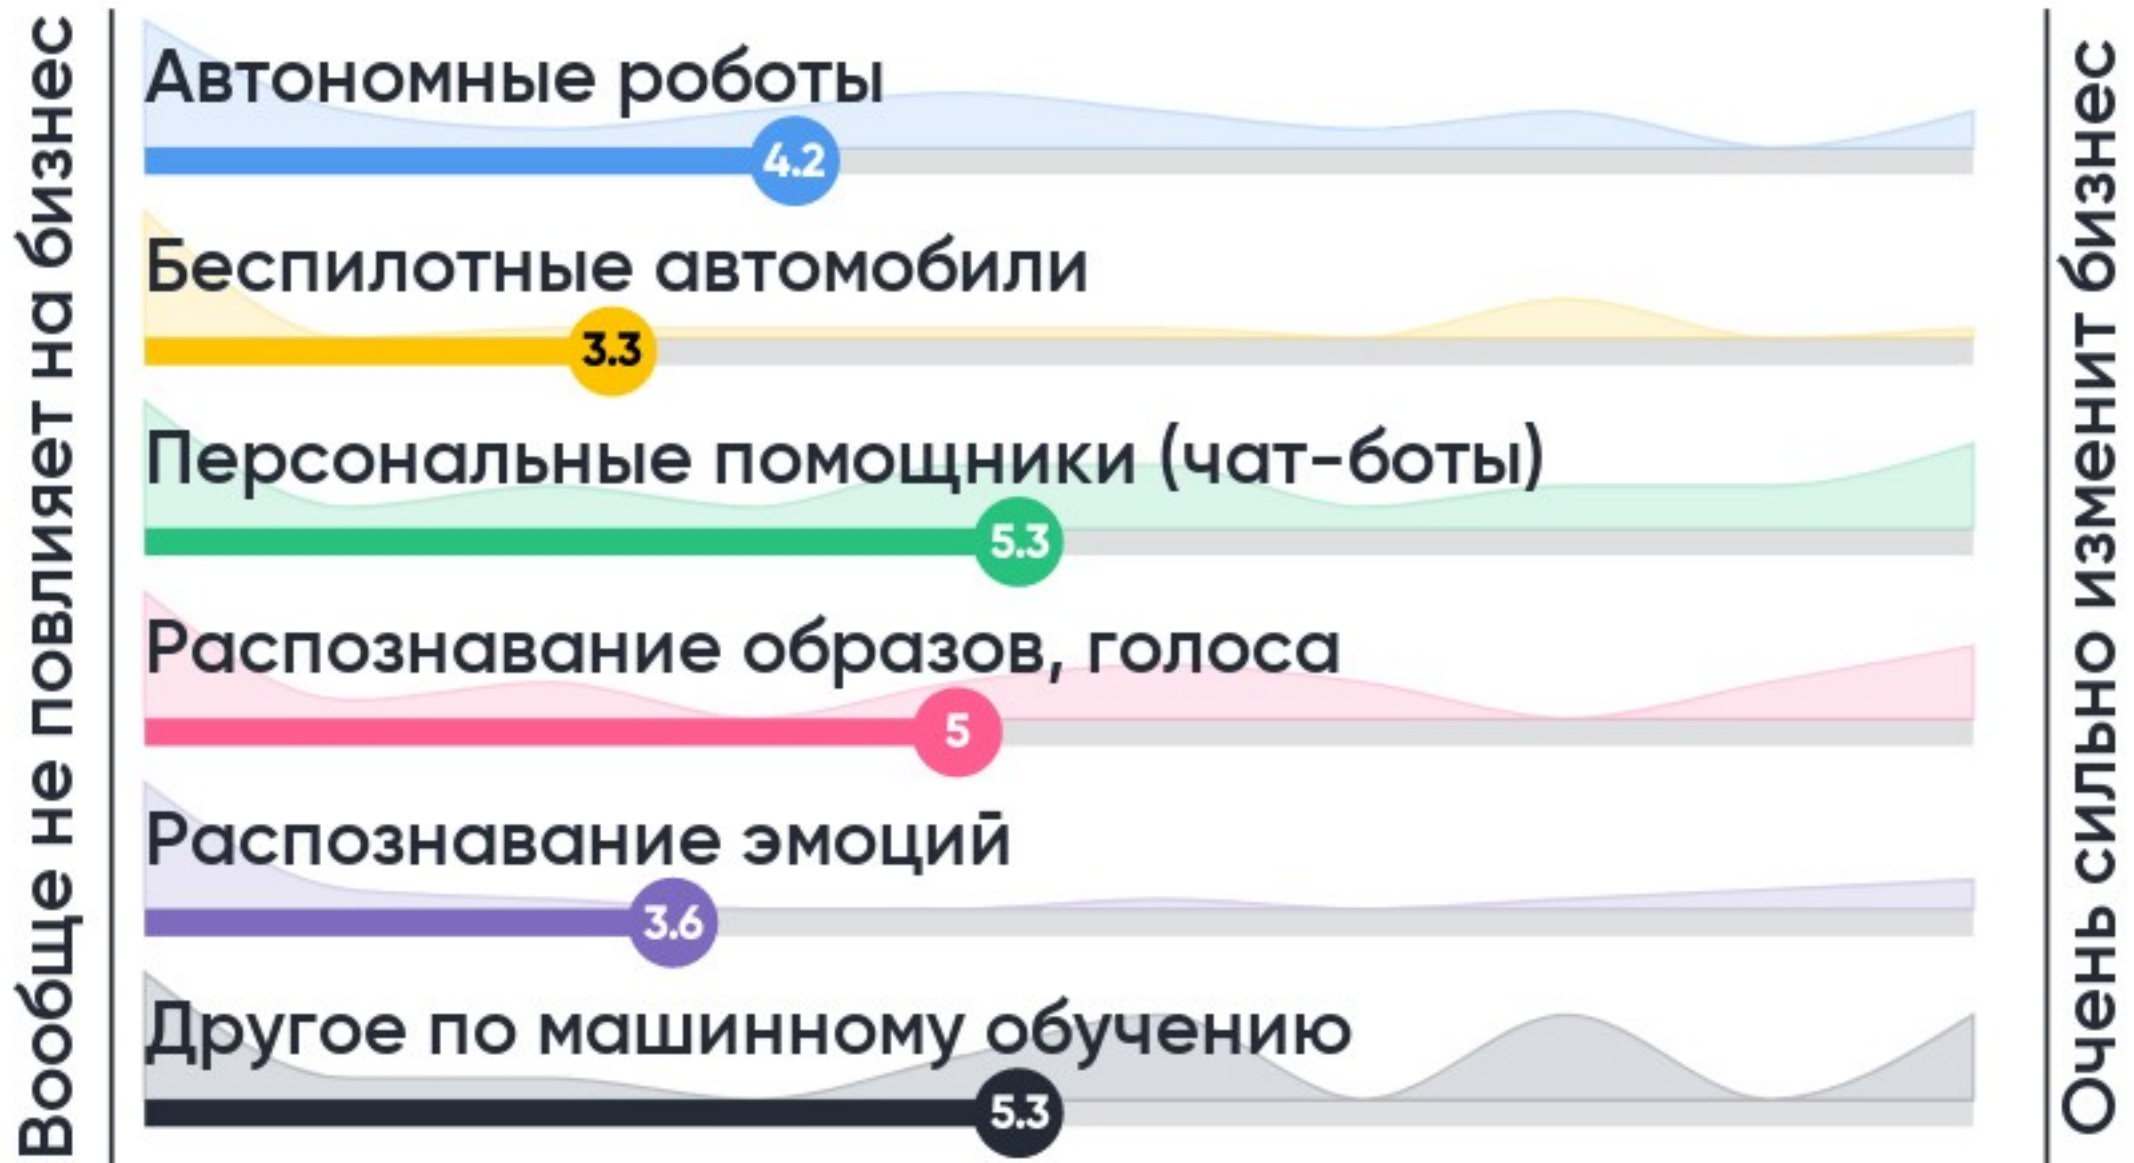 Вообще не повлияет на бизнес
Автономные роботы
4.2
Беспилотные автомобили
3.3
Персональные помощники (чат-боты)
5.3
Распознавание образов, голоса
5
Распознавание эмоций
3.6
Другое по машинному обучению
5.3
Очень сильно изменит бизнес